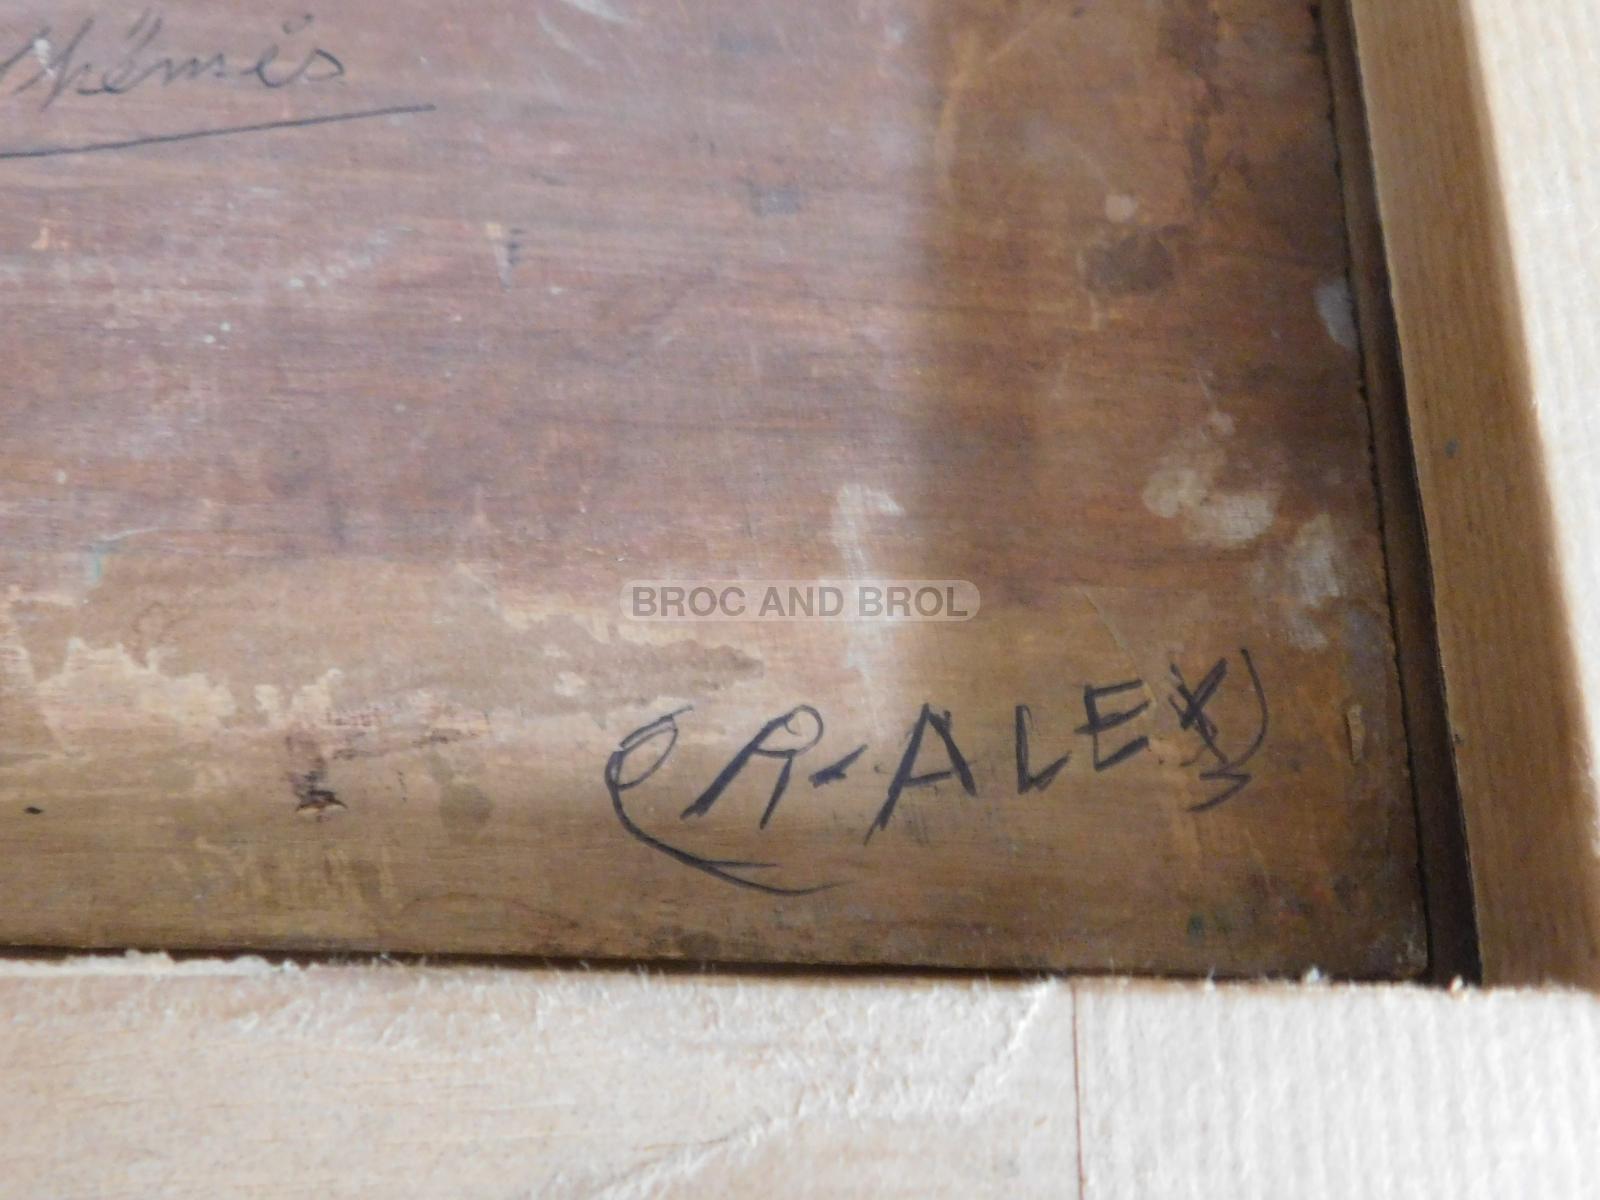 BROC AND BROL
(R-ALEX)